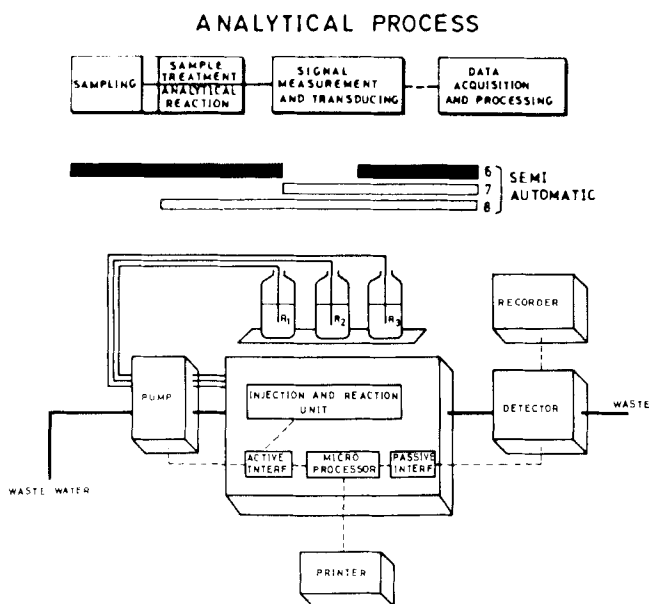 ANALYTICAL PROCESS
SAMPLING
SAMPLE
TREATMENT
ANALYTICAL
REACTION
SIGNAL
MEASUREMENT
AND TRANSDUCING
DATA
ACQUISITION
AND PROCESSING
6
7
8
SEMI
AUTOMATIC
R1
R2
R3
RECORDER
PUMP
INJECTION AND REACTION
UNIT
DETECTOR
WASTE
ACTIVE
INTERF
MICRO
PROCESSOR
PASSIVE
INTERF
WASTE WATER
PRINTER